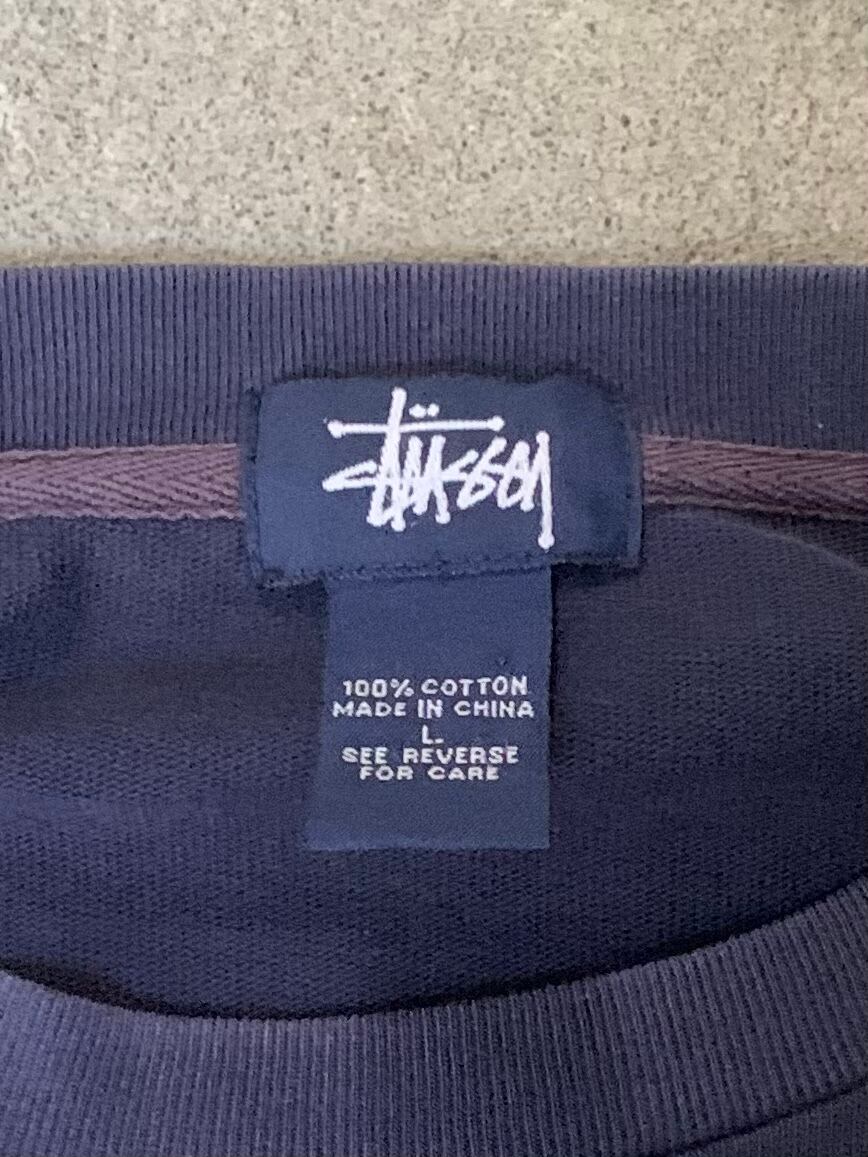 Stüssy
100% COTTON
MADE IN CHINA
L
SEE REVERSE
FOR CARE